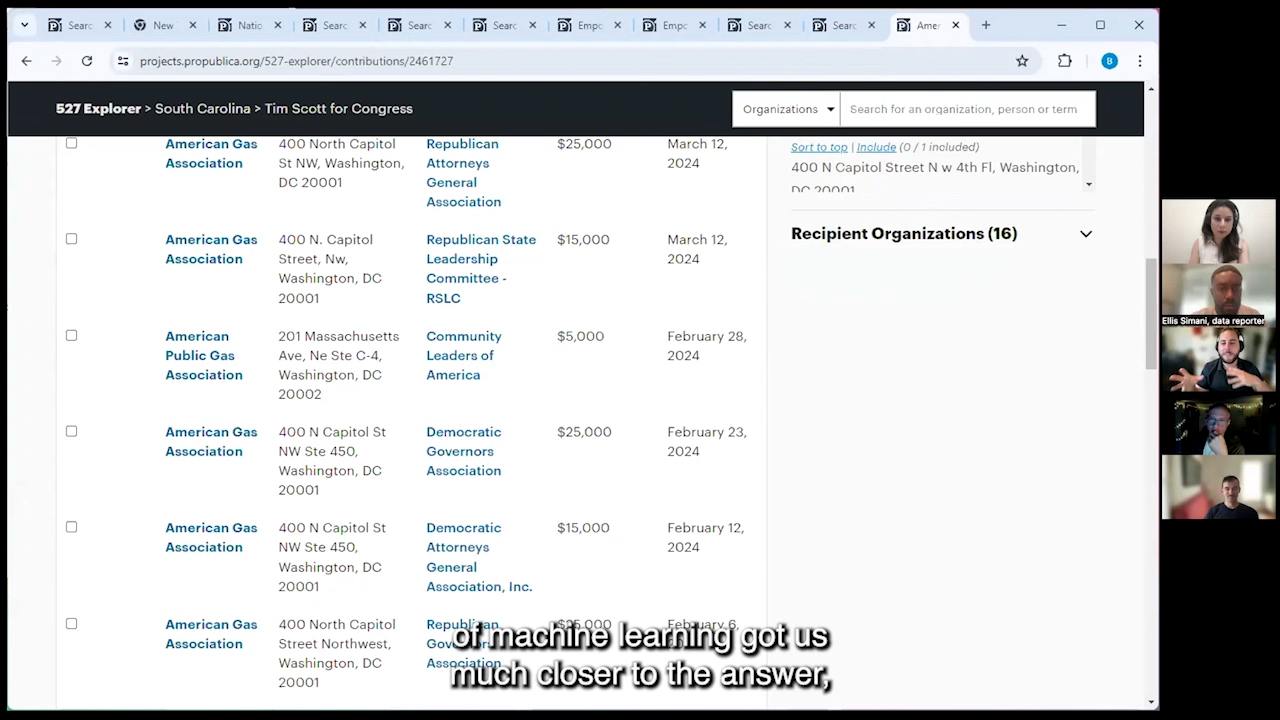 Searc
New
Natio
Searc
Searc
Searc
Empo
Empo
Searc
Searc
Amer
projects.propublica.org/527-explorer/contributions/2461727
B
527 Explorer > South Carolina > Tim Scott for Congress
Organizations
Search for an organization, person or term
American Gas
Association
400 North Capitol
St NW, Washington,
DC 20001
Republican
Attorneys
General
Association
$25,000
March 12,
2024
American Gas
Association
400 N. Capitol
Street, Nw,
Washington, DC
20001
Republican State
Leadership
Committee -
RSLC
$15,000
March 12,
2024
American
Public Gas
Association
201 Massachusetts
Ave, Ne Ste C-4,
Washington, DC
20002
Community
Leaders of
America
$5,000
February 28,
2024
American Gas
Association
400 N Capitol St
NW Ste 450,
Washington, DC
20001
Democratic
Governors
Association
$25,000
February 23,
2024
American Gas
Association
400 N Capitol St
NW Ste 450,
Washington, DC
20001
Democratic
Attorneys
General
Association, Inc.
$15,000
February 12,
2024
American Gas
Association
400 North Capitol
Street Northwest,
Washington, DC
20001
Republican
Governors
Association
$25,000
February 6,
Sort to top | Include (0 / 1 included)
400 N Capitol Street N w 4th Fl, Washington,
DC 20001
Recipient Organizations (16)
Ellis Simani, data reporter
of machine learning got us
much closer to the answer,